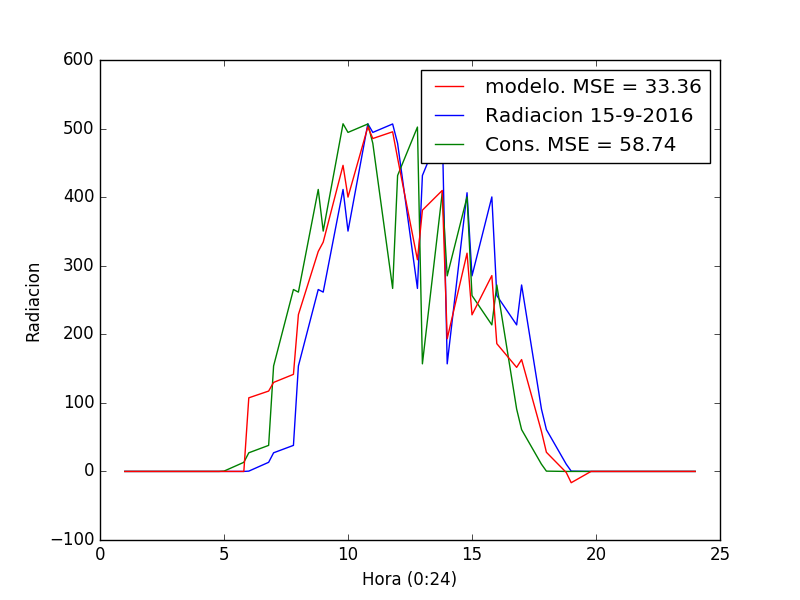 600
500
400
300
200
100
0
−100
0 5 10 15 20 25
Radiacion
Hora (0:24)
modelo. MSE = 33.36
Radiacion 15-9-2016
Cons. MSE = 58.74